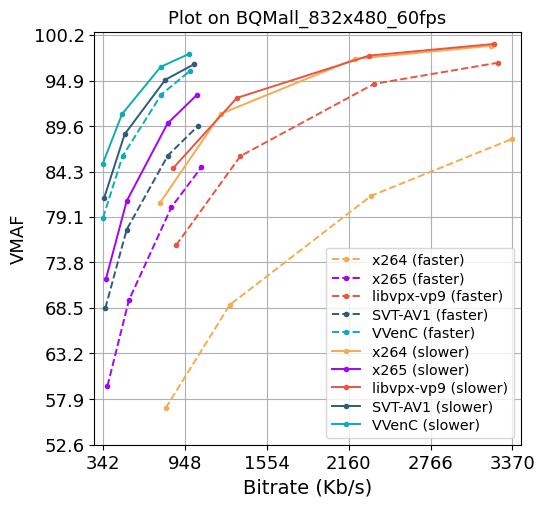 Plot on BQMall_832x480_60fps
100.2
94.9
89.6
84.3
79.1
73.8
68.5
63.2
57.9
52.6
VMAF
x264 (faster)
x265 (faster)
libvpx-vp9 (faster)
SVT-AV1 (faster)
VVenC (faster)
x264 (slower)
x265 (slower)
libvpx-vp9 (slower)
SVT-AV1 (slower)
VVenC (slower)
342 948 1554 2160 2766 3370
Bitrate (Kb/s)